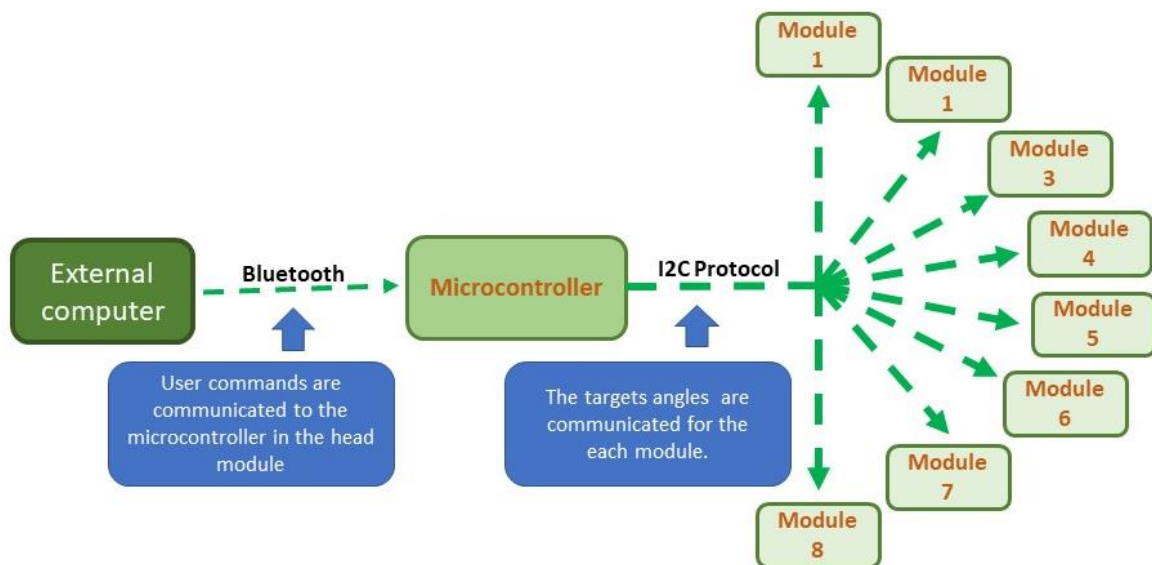 External
computer
Bluetooth
User commands are
communicated to the
microcontroller in the head
module
Microcontroller
I2C Protocol
The targets angles  are
communicated for the
each module.
Module
1
Module
1
Module
3
Module
4
Module
5
Module
6
Module
7
Module
8